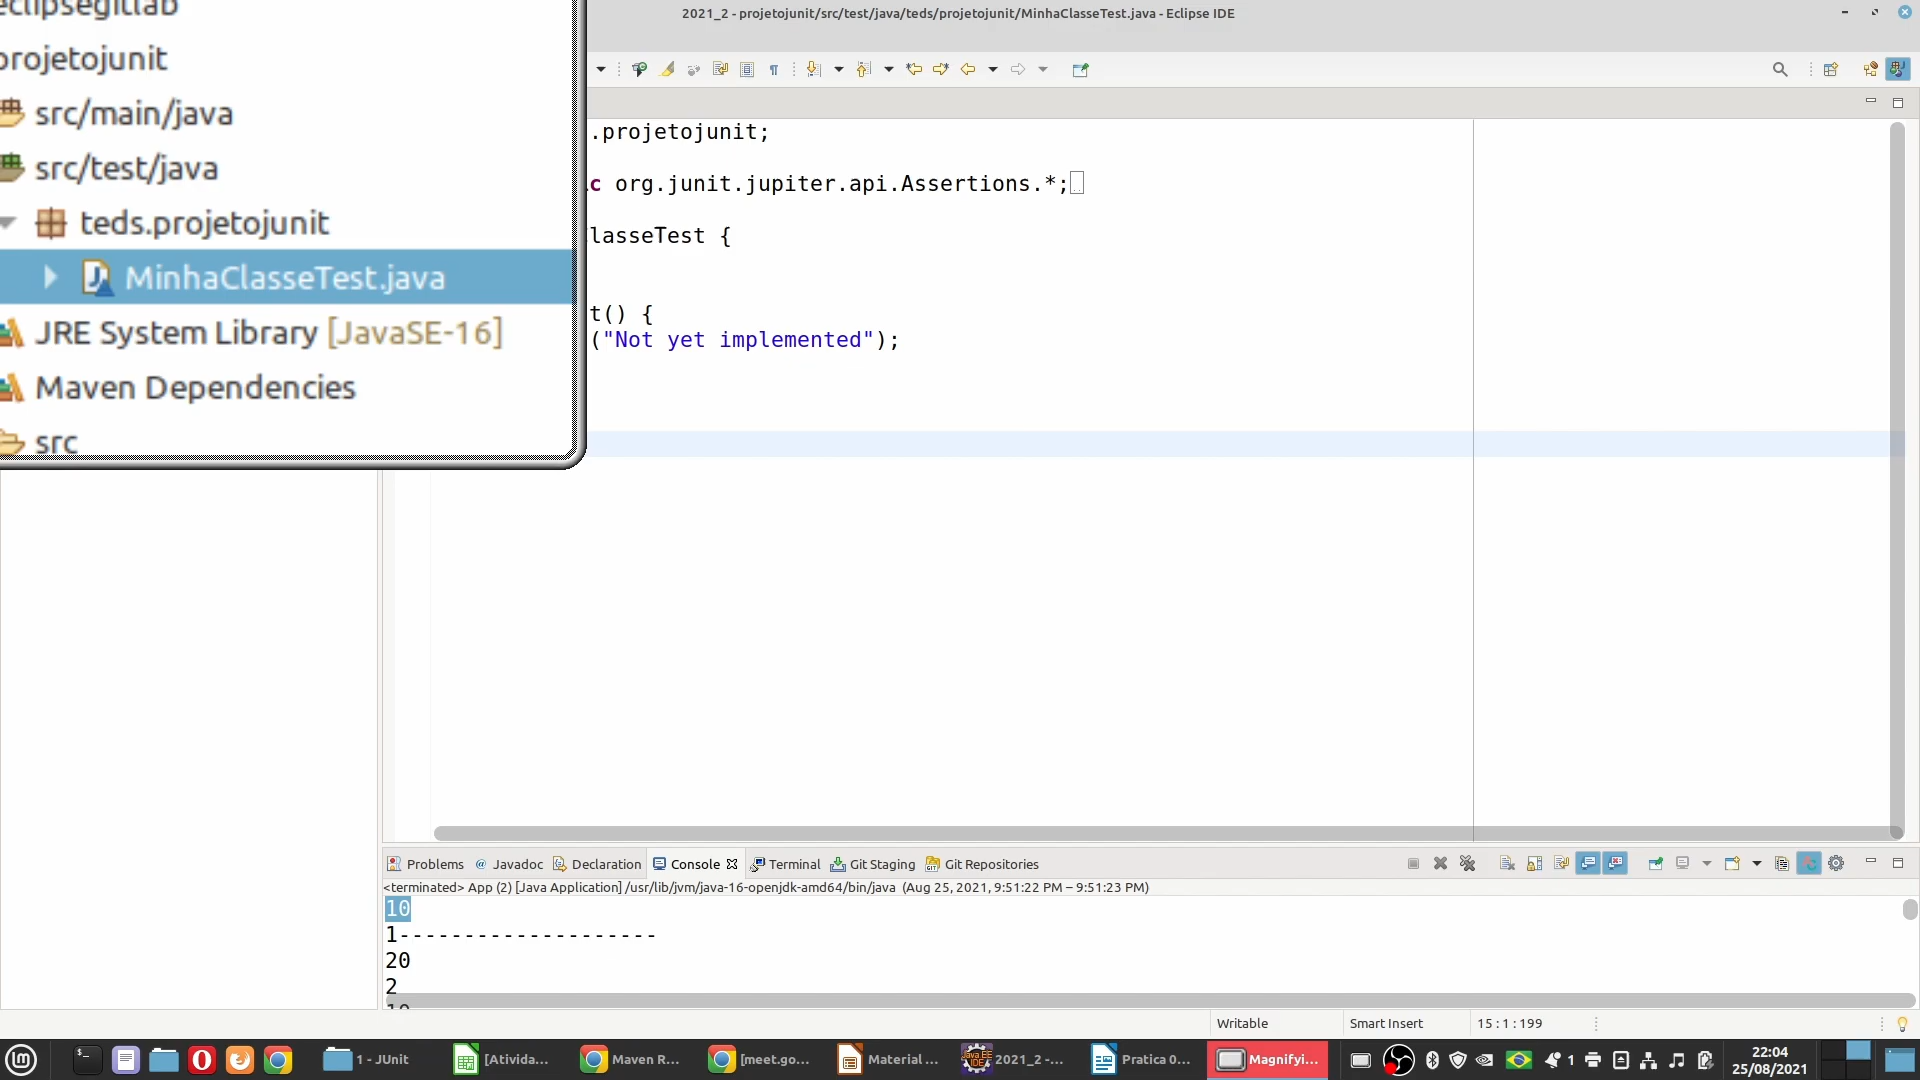 2021_2 - projetojunit/src/test/java/teds/projetojunit/MinhaClasseTest.java - Eclipse IDE
eclipsegitlab
projetojunit
src/main/java
src/test/java
teds.projetojunit
MinhaClasseTest.java
JRE System Library [JavaSE-16]
Maven Dependencies
src
.projetojunit;
c org.junit.jupiter.api.Assertions.*;
lasseTest {
t() {
("Not yet implemented");
Problems @ Javadoc Declaration Console Terminal Git Staging Git Repositories
<terminated> App (2) [Java Application] /usr/lib/jvm/java-16-openjdk-amd64/bin/java (Aug 25, 2021, 9:51:22 PM – 9:51:23 PM)
10
1--------------------
20
2
10
Writable Smart Insert 15 : 1 : 199
1 - JUnit [Ativida... Maven R... [meet.go... Material ... 2021_2 -... Pratica 0... Magnifyi... 1 22:04
25/08/2021